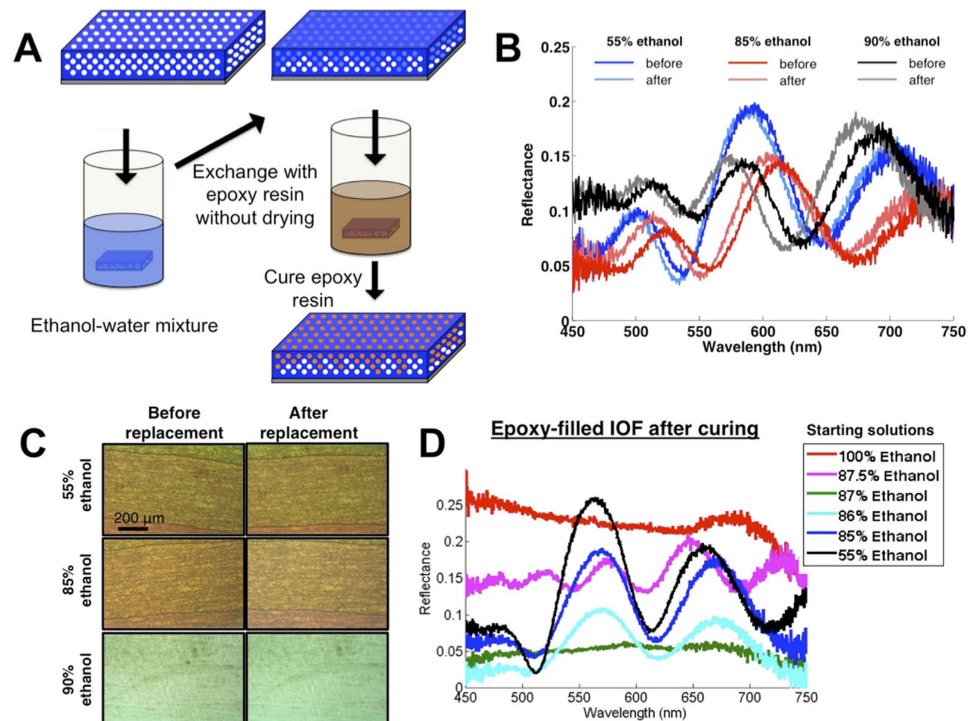 A
Exchange with
epoxy resin
without drying
Cure epoxy
resin
Ethanol-water mixture
B
55% ethanol 85% ethanol 90% ethanol
before before before
after after after
0.25
0.2
0.15
0.1
0.05
0
Reflectance
450 500 550 600 650 700 750
Wavelength (nm)
C
Before
replacement
After
replacement
55%
ethanol
200 µm
85%
ethanol
90%
ethanol
D
Epoxy-filled IOF after curing
Starting solutions
100% Ethanol
87.5% Ethanol
87% Ethanol
86% Ethanol
85% Ethanol
55% Ethanol
0.25
0.2
0.15
0.1
0.05
0
Reflectance
450 500 550 600 650 700 750
Wavelength (nm)